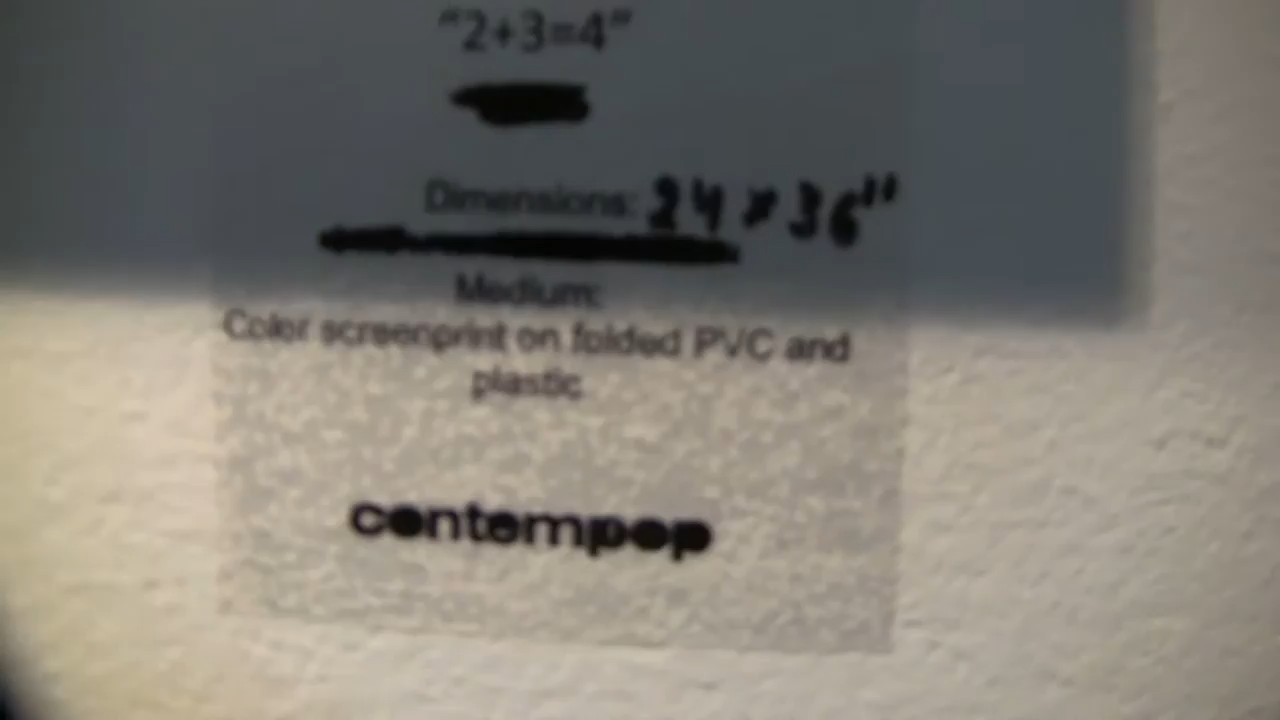 “2+3=4”
Dimensions: 24 x 36"
Medium:
Color screenprint on folded PVC and
plastic
contempop